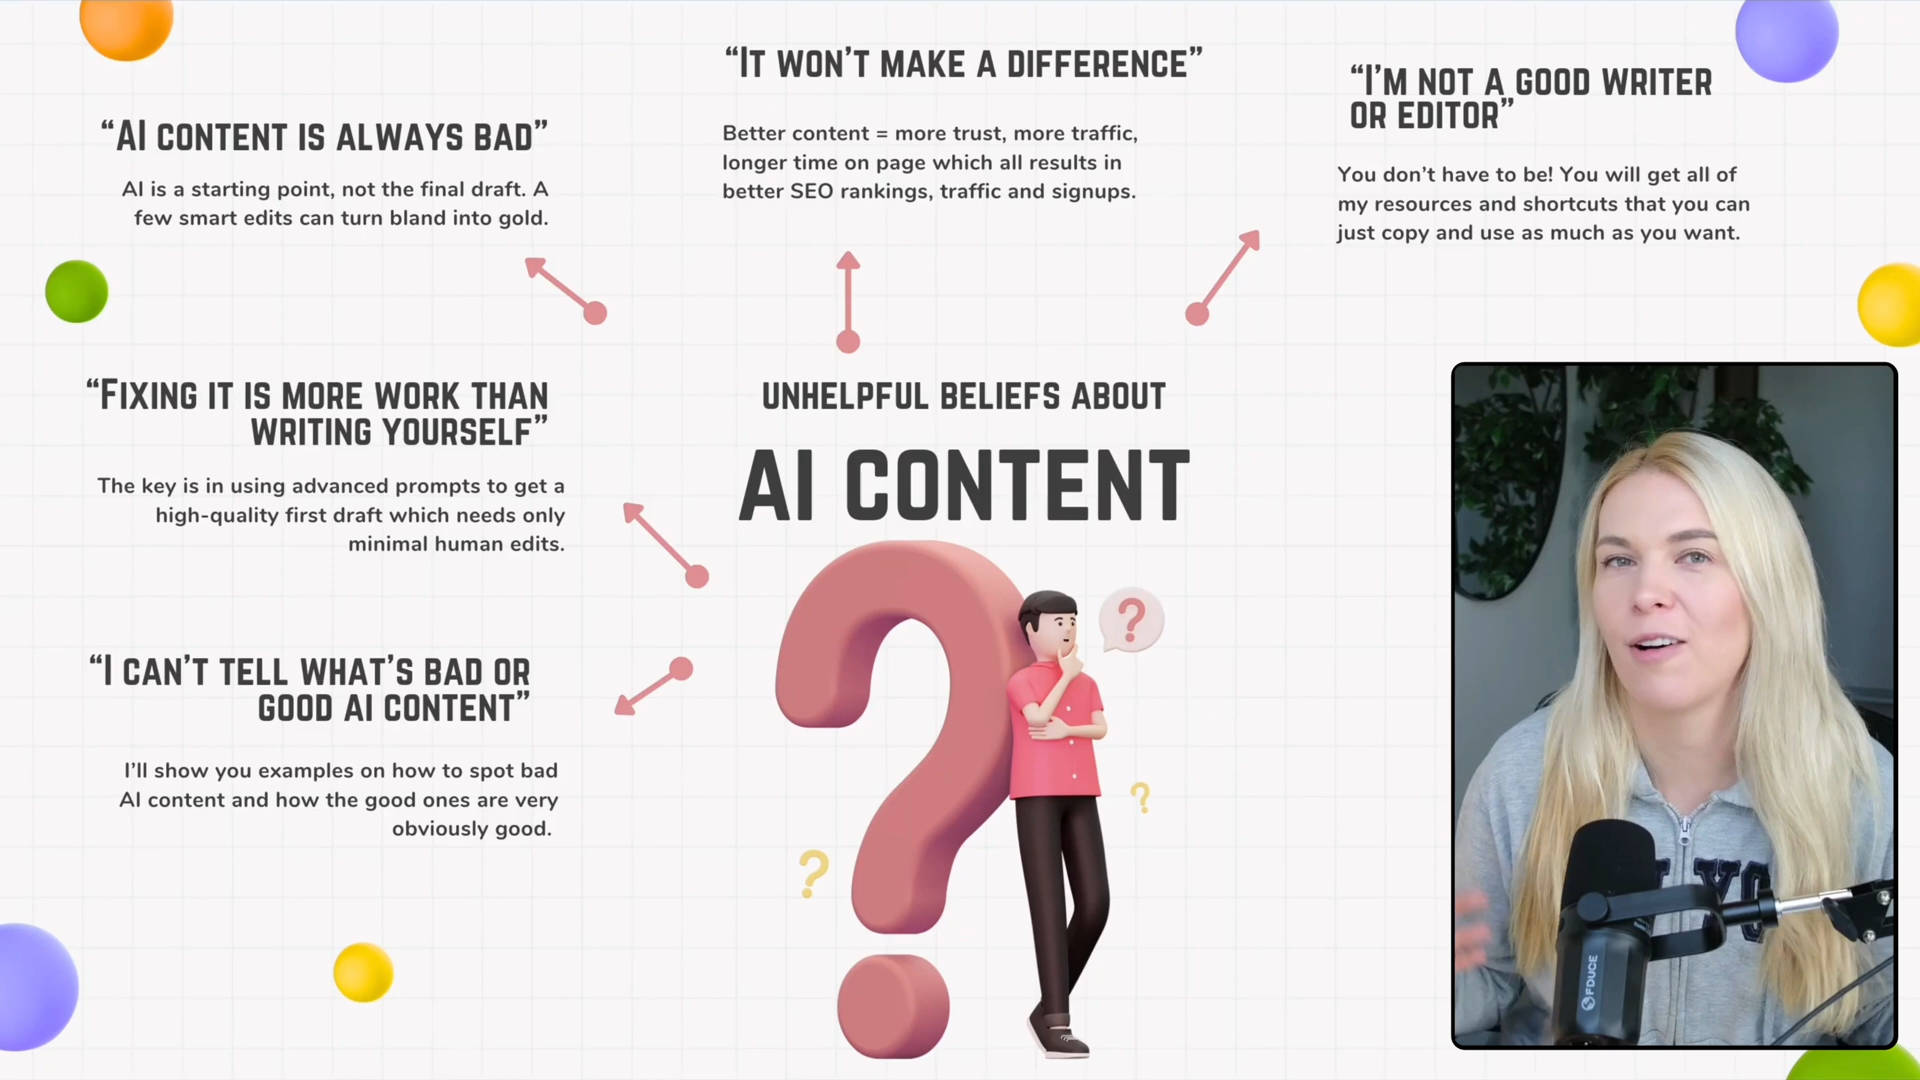 “AI CONTENT IS ALWAYS BAD”
AI is a starting point, not the final draft. A
few smart edits can turn bland into gold.
“IT WON’T MAKE A DIFFERENCE”
Better content = more trust, more traffic,
longer time on page which all results in
better SEO rankings, traffic and signups.
“I’M NOT A GOOD WRITER
OR EDITOR”
You don’t have to be! You will get all of
my resources and shortcuts that you can
just copy and use as much as you want.
“FIXING IT IS MORE WORK THAN
WRITING YOURSELF”
The key is in using advanced prompts to get a
high-quality first draft which needs only
minimal human edits.
UNHELPFUL BELIEFS ABOUT
AI CONTENT
“I CAN’T TELL WHAT’S BAD OR
GOOD AI CONTENT”
I’ll show you examples on how to spot bad
AI content and how the good ones are very
obviously good.
?
?
?
?
FDUCE